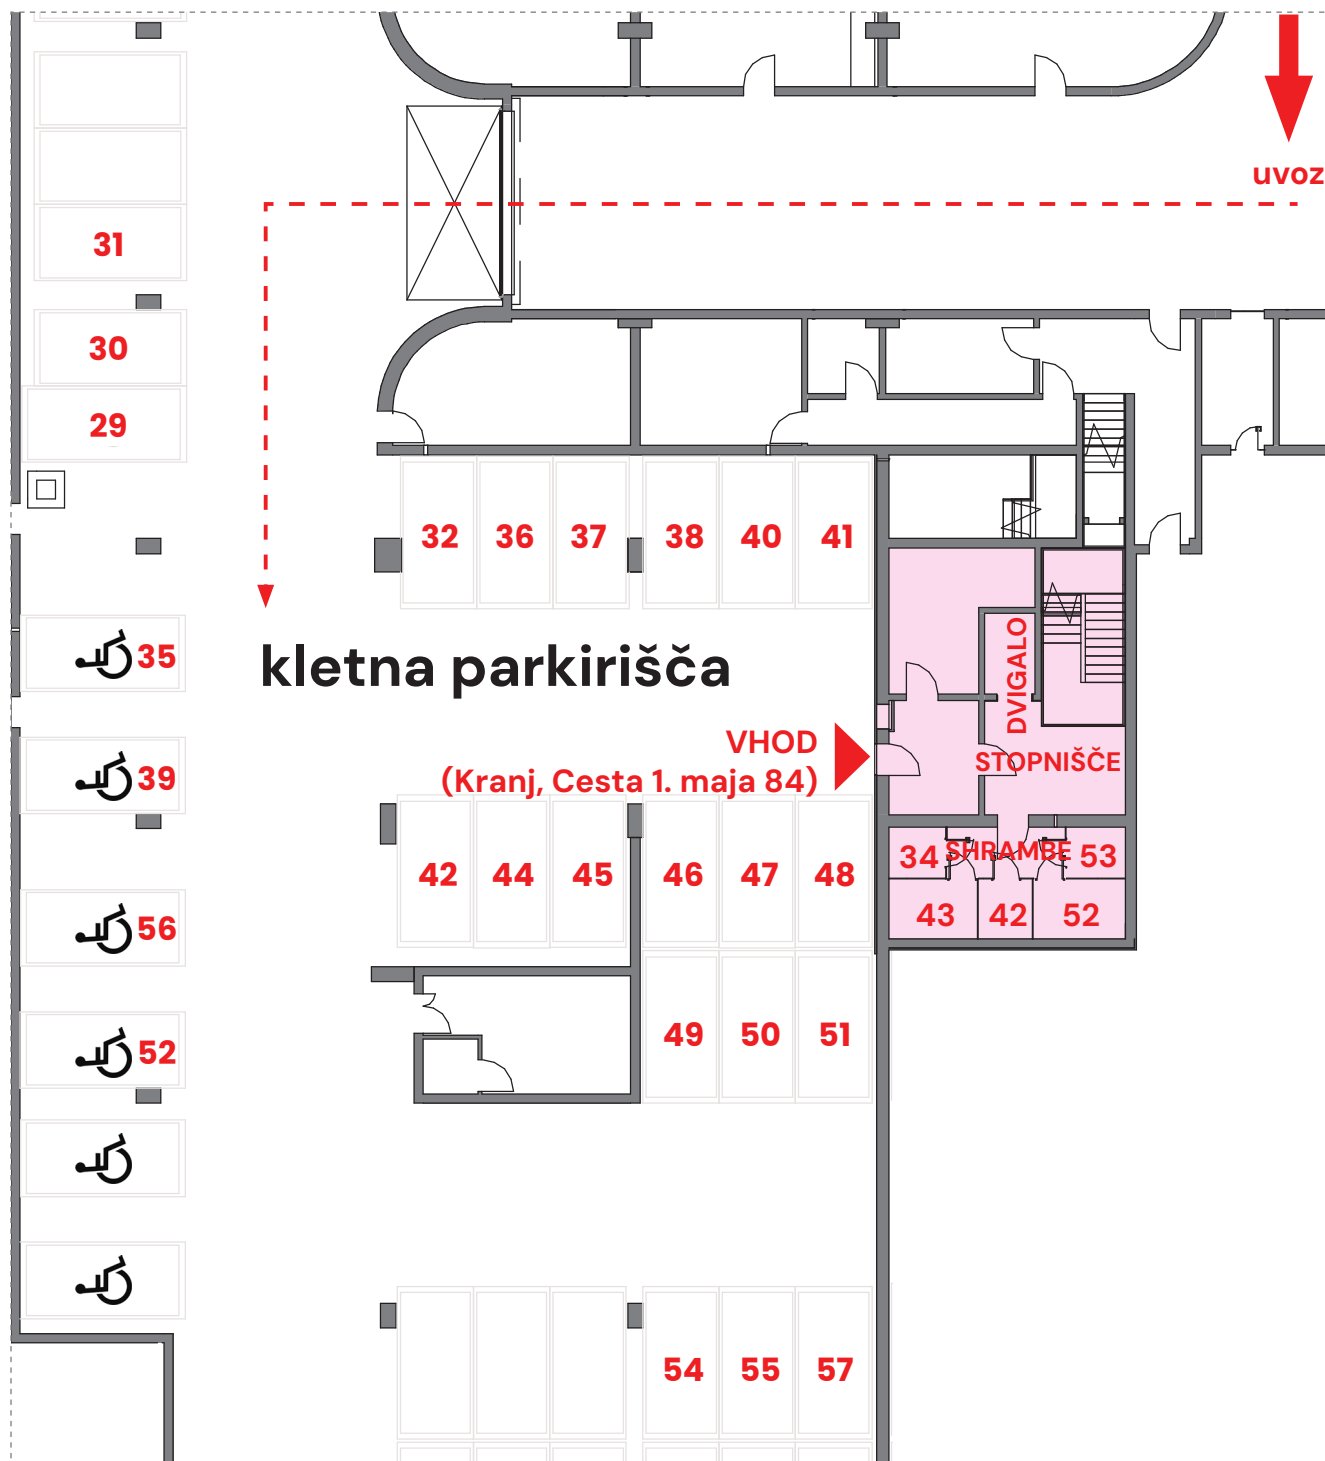 uvoz
31
30
29
32 36 37 38 40 41
35
kletna parkirišča
DVIGALO
VHOD
(Kranj, Cesta 1. maja 84)
STOPNIŠČE
39
34 SHRAMBE 53
42 44 45 46 47 48
43 42 52
56
49 50 51
52
54 55 57